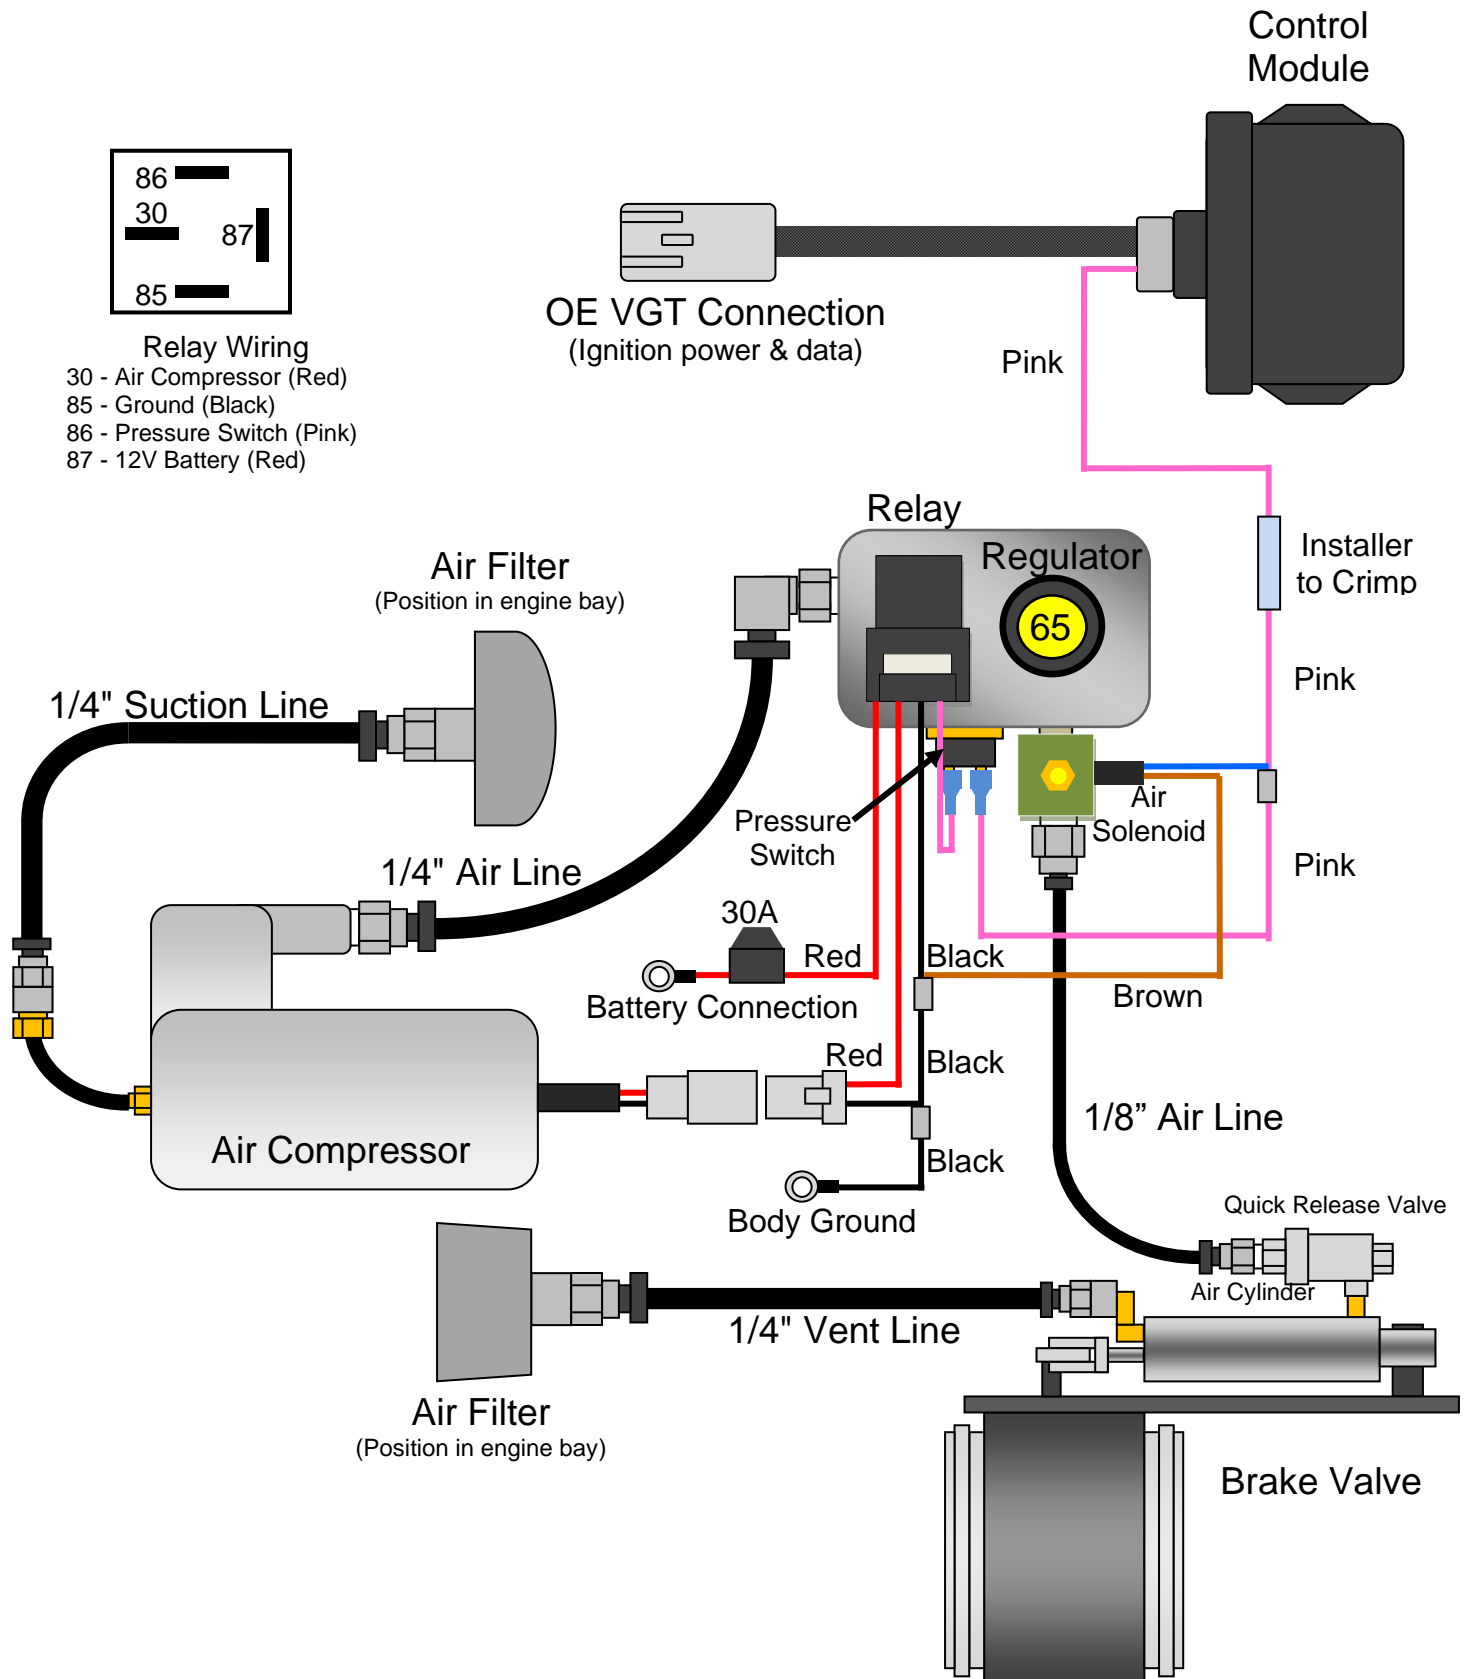 Control
Module
86
30
87
85
Relay Wiring
30 - Air Compressor (Red)
85 - Ground (Black)
86 - Pressure Switch (Pink)
87 - 12V Battery (Red)
OE VGT Connection
(Ignition power & data)
Pink
Relay
Regulator
65
Installer
to Crimp
Air Filter
(Position in engine bay)
Pink
1/4" Suction Line
Air
Solenoid
Pressure
Switch
Pink
1/4" Air Line
30A
Red
Black
Battery Connection
Brown
Red
Black
1/8” Air Line
Air Compressor
Black
Body Ground
Quick Release Valve
Air Cylinder
1/4" Vent Line
Air Filter
(Position in engine bay)
Brake Valve